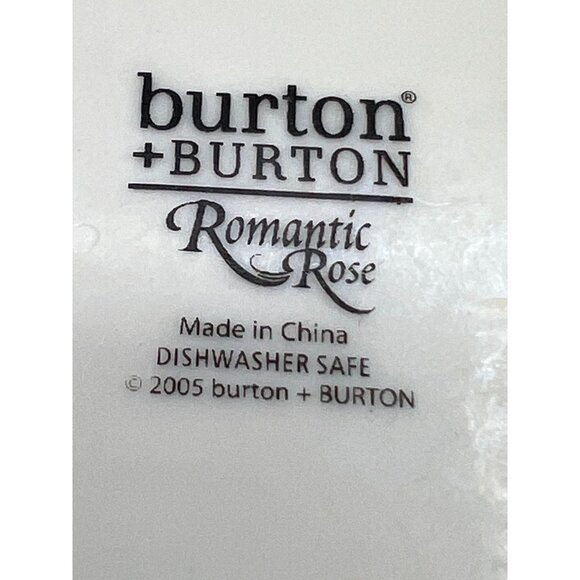 burton®
+BURTON
Romantic
Rose
Made in China
DISHWASHER SAFE
© 2005 burton + BURTON